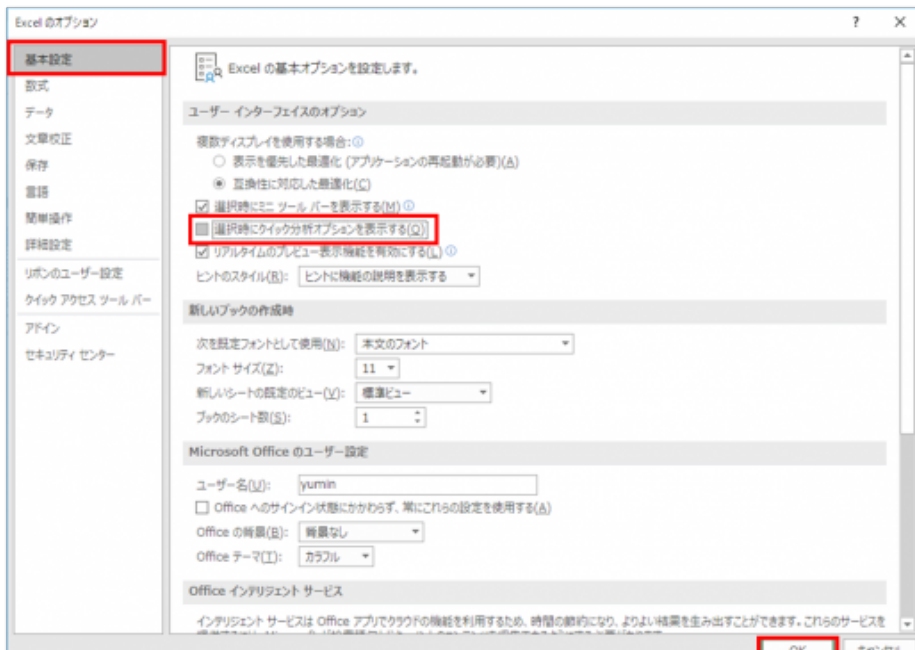 Excel のオプション
? ×
基本設定
数式
データ
文章校正
保存
言語
簡単操作
詳細設定
リボンのユーザー設定
クイック アクセス ツール バー
アドイン
セキュリティ センター
Excel の基本オプションを設定します。
ユーザー インターフェイスのオプション
複数ディスプレイを使用する場合:
表示を優先した最適化 (アプリケーションの再起動が必要)(A)
互換性に対応した最適化(C)
選択時にミニ ツール バーを表示する(M)
選択時にクイック分析オプションを表示する(Q)
リアルタイムのプレビュー表示機能を有効にする(L)
ヒントのスタイル(R): ヒントに機能の説明を表示する
新しいブックの作成時
次を既定フォントとして使用(N): 本文のフォント
フォント サイズ(Z): 11
新しいシートの既定のビュー(V): 標準ビュー
ブックのシート数(S): 1
Microsoft Office のユーザー設定
ユーザー名(U): yumin
Office へのサインイン状態にかかわらず、常にこれらの設定を使用する(A)
Office の背景(B): 背景なし
Office テーマ(T): カラフル
Office インテリジェント サービス
インテリジェント サービスは Office アプリでクラウドの機能を利用するため、時間の節約になり、よりよい結果を生み出すことができます。これらのサービスを
OK キャンセル